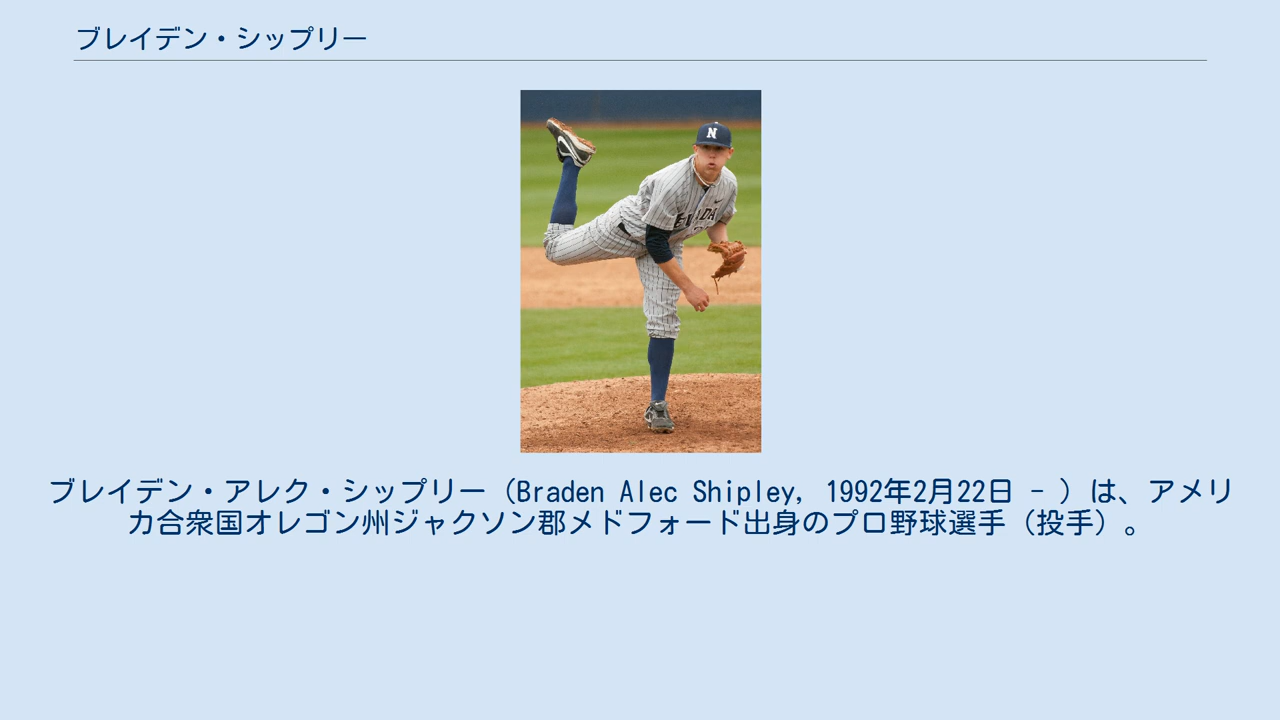 ブレイデン・シップリー
N
NEVADA
ブレイデン・アレク・シップリー（Braden Alec Shipley, 1992年2月22日 - ）は、アメリ
カ合衆国オレゴン州ジャクソン郡メドフォード出身のプロ野球選手（投手）。